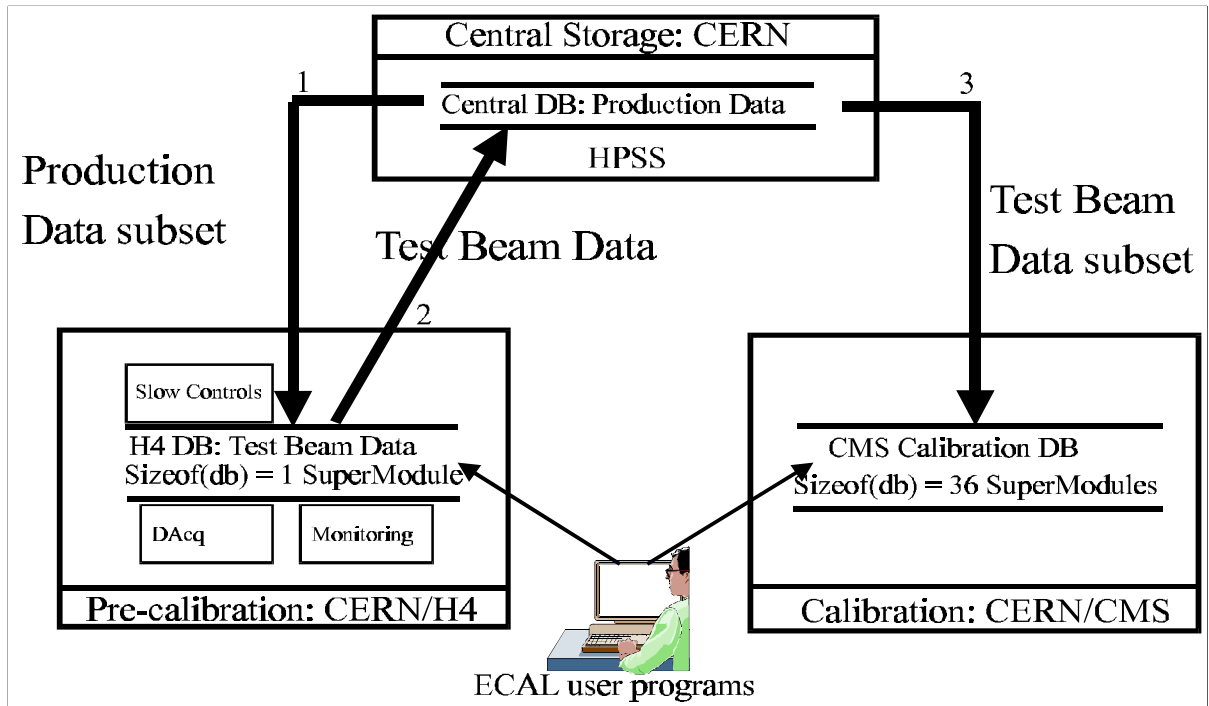 Central Storage: CERN
1
3
Central DB: Production Data
HPSS
Production
Data subset
Test Beam Data
Test Beam
Data subset
2
Slow Controls
H4 DB: Test Beam Data
Sizeof(db) = 1 SuperModule
DAcq
Monitoring
Pre-calibration: CERN/H4
CMS Calibration DB
Sizeof(db) = 36 SuperModules
Calibration: CERN/CMS
ECAL user programs